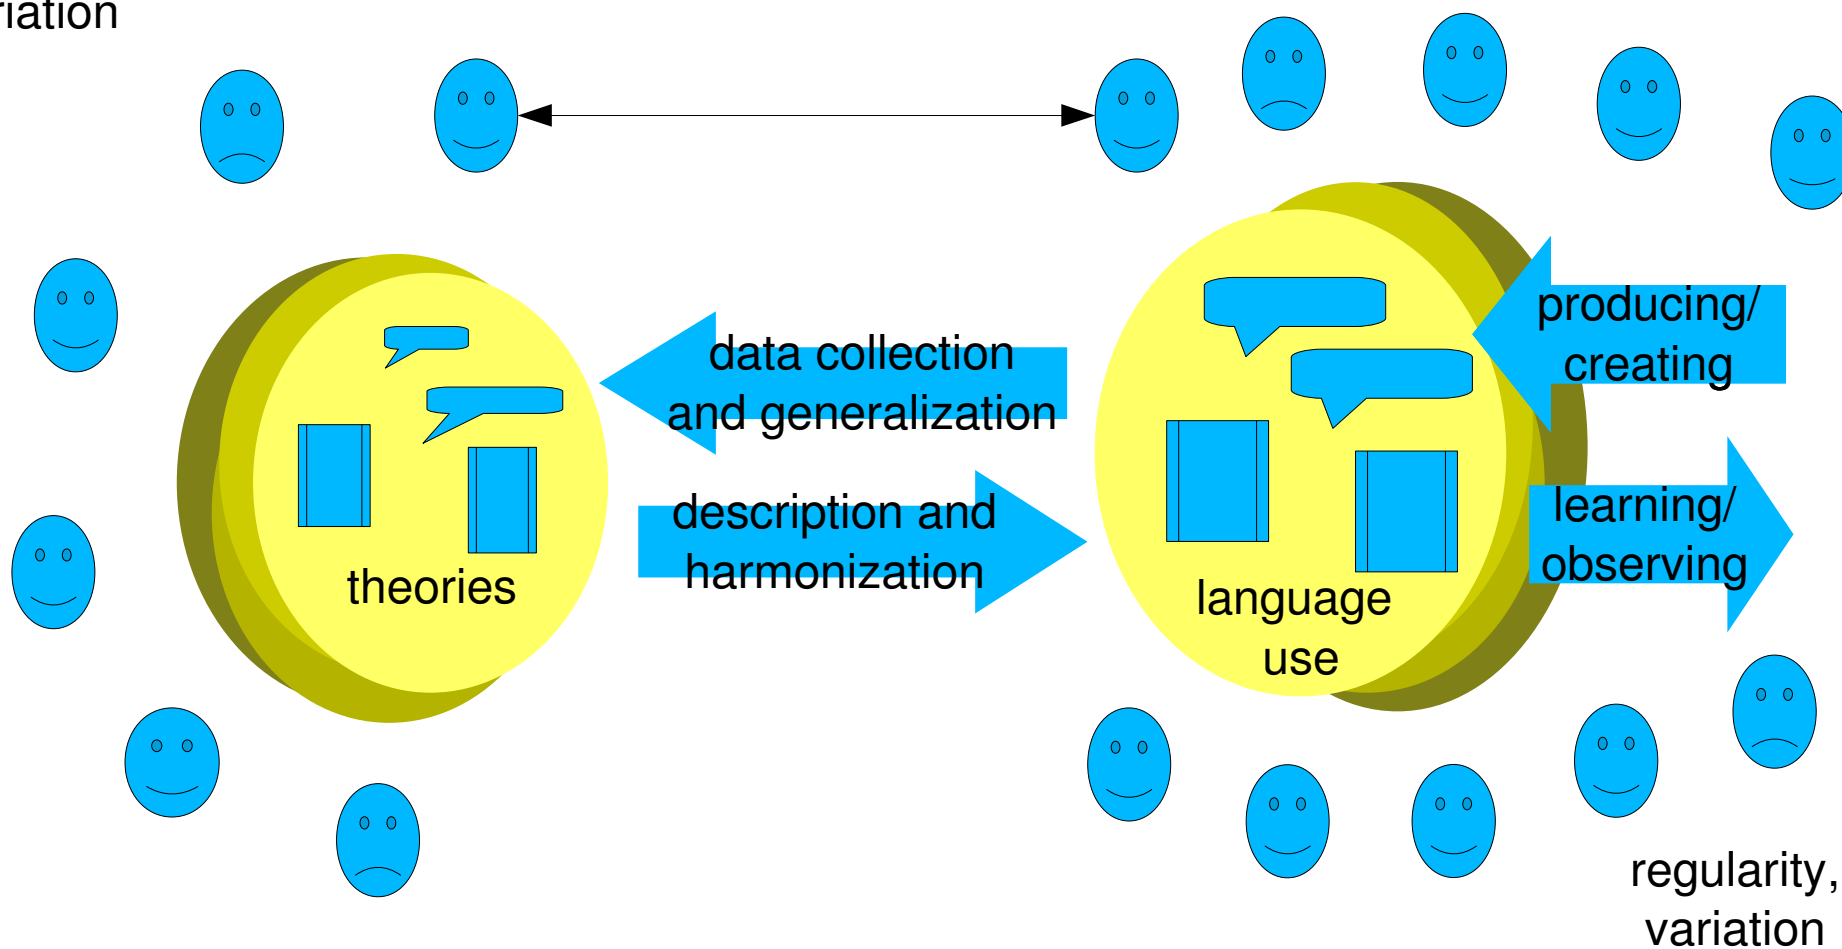 riation
producing/
creating
data collection
and generalization
learning/
observing
description and
harmonization
theories
language
use
regularity,
variation